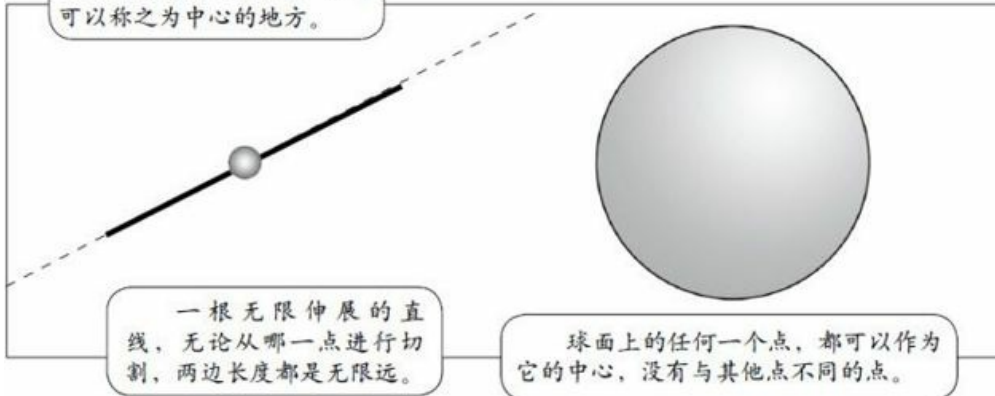 可以称之为中心的地方。
一根无限伸展的直
线，无论从哪一点进行切
割，两边长度都是无限远。
球面上的任何一个点，都可以作为
它的中心，没有与其他点不同的点。